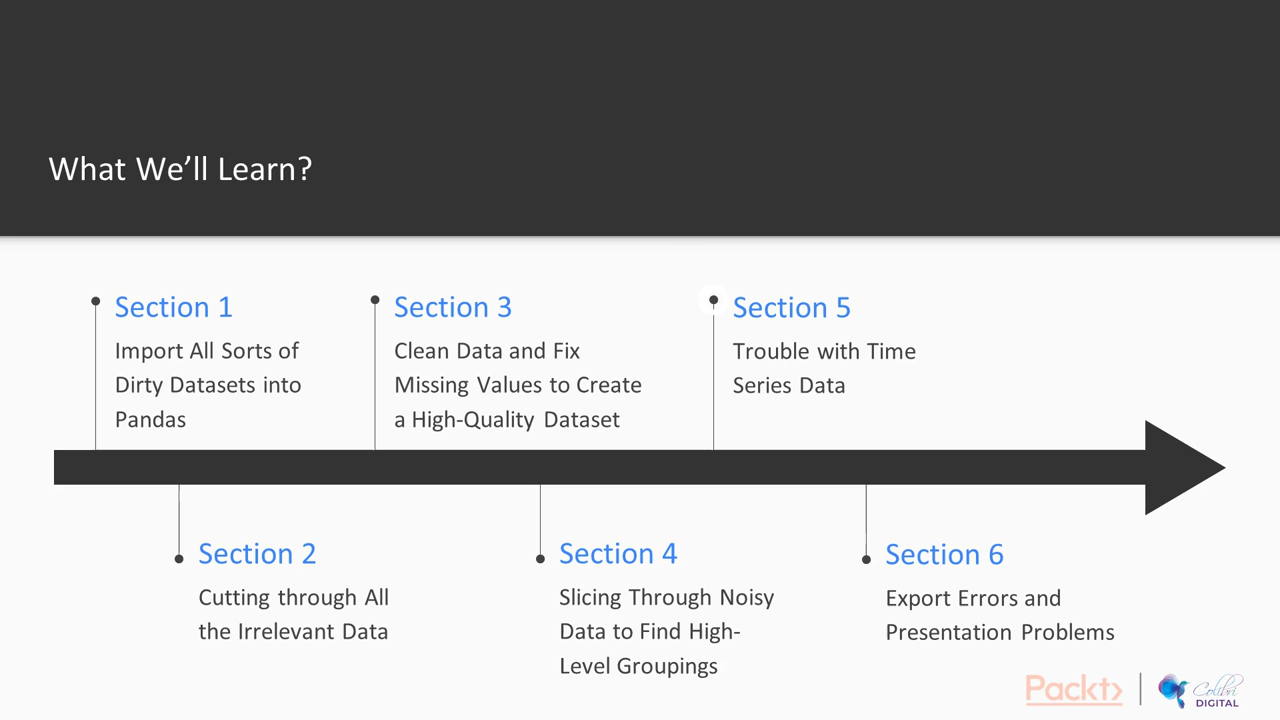 What We’ll Learn?
Section 1
Import All Sorts of
Dirty Datasets into
Pandas
Section 3
Clean Data and Fix
Missing Values to Create
a High-Quality Dataset
Section 5
Trouble with Time
Series Data
Section 2
Cutting through All
the Irrelevant Data
Section 4
Slicing Through Noisy
Data to Find High-
Level Groupings
Section 6
Export Errors and
Presentation Problems
Packt>
Colibri
DIGITAL